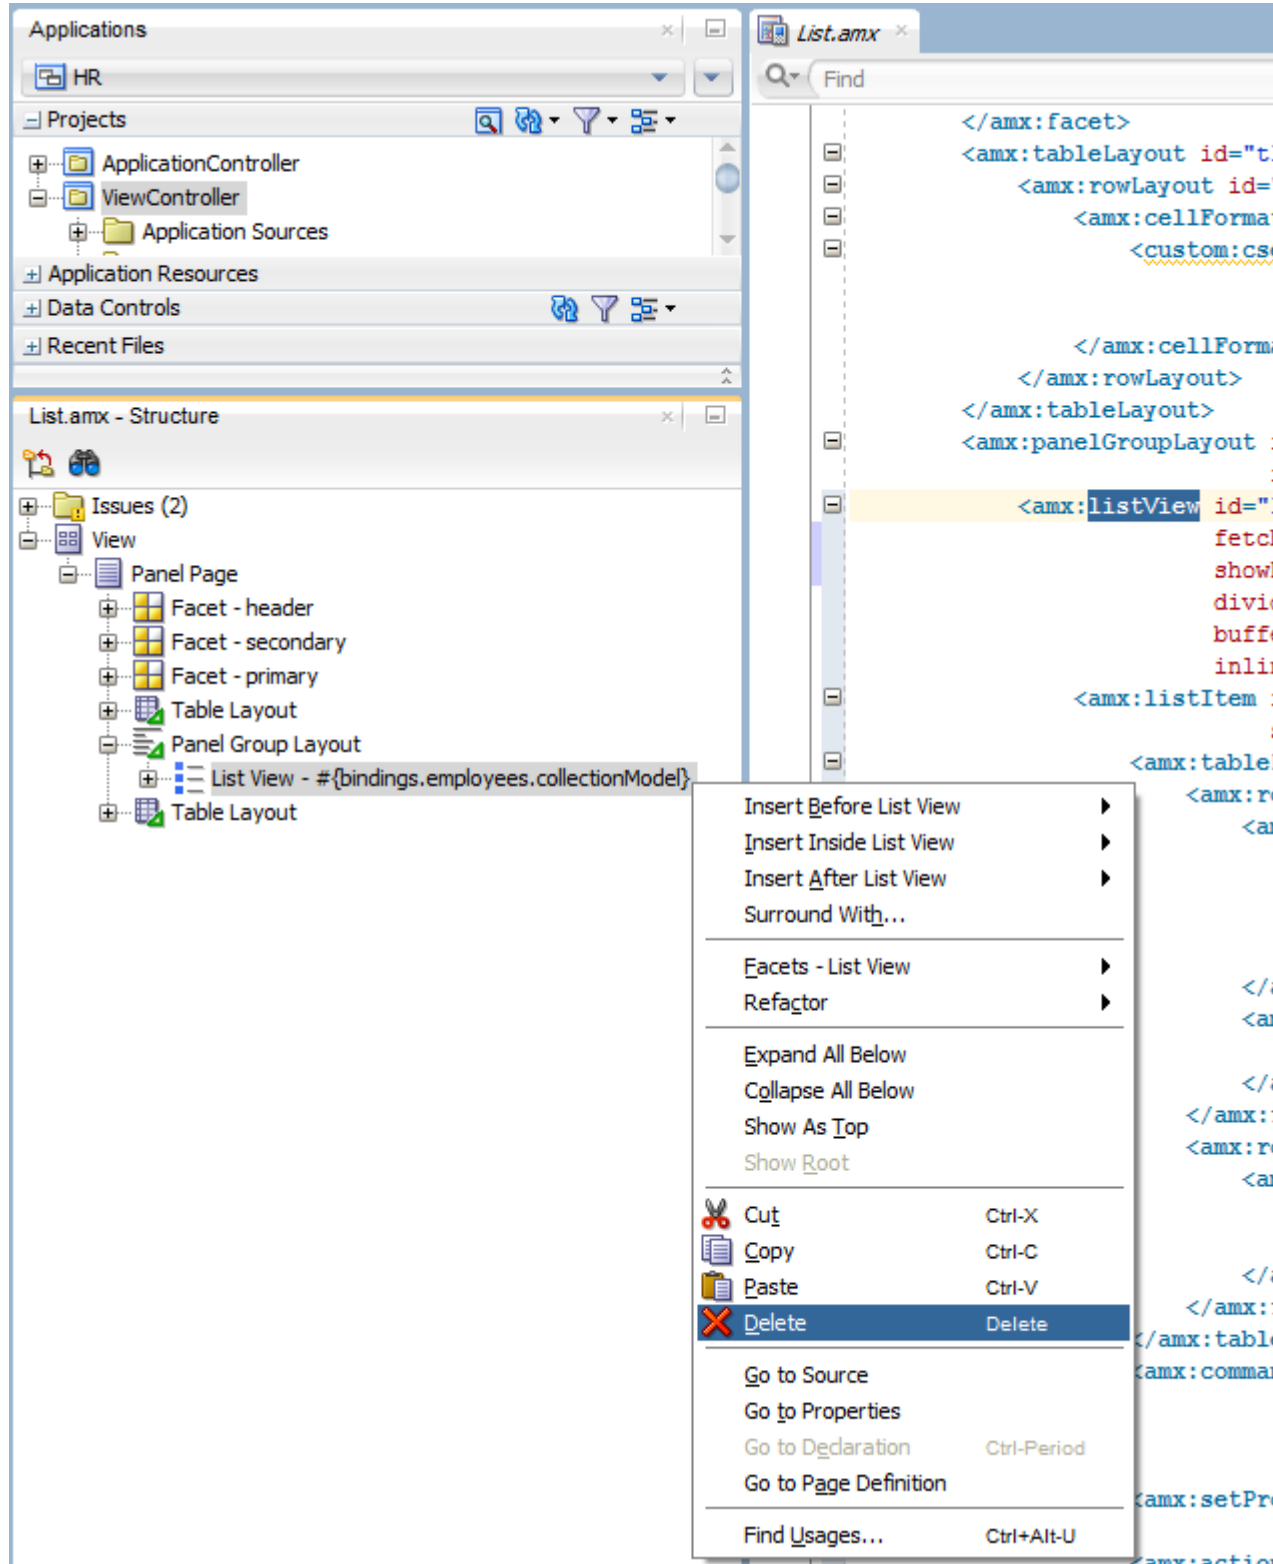 Applications
HR
Projects
ApplicationController
ViewController
Application Sources
Application Resources
Data Controls
Recent Files
List.amx - Structure
Issues (2)
View
Panel Page
Facet - header
Facet - secondary
Facet - primary
Table Layout
Panel Group Layout
List View - #{bindings.employees.collectionModel}
Table Layout
List.amx
Find
</amx:facet>
<amx:tableLayout id="t
<amx:rowLayout id=
<amx:cellForma
<custom:cs
</amx:cellForm
</amx:rowLayout>
</amx:tableLayout>
<amx:panelGroupLayout
<amx:listView id="
fetc
show
divi
buff
inli
<amx:listItem
<amx:table
<amx:r
<a
</
<a
</
</amx:
<amx:r
<a
</
</amx:
</amx:tabl
<amx:comma
<amx:setPr
<amx:actio
Insert Before List View
Insert Inside List View
Insert After List View
Surround With...
Facets - List View
Refactor
Expand All Below
Collapse All Below
Show As Top
Show Root
Cut Ctrl-X
Copy Ctrl-C
Paste Ctrl-V
Delete Delete
Go to Source
Go to Properties
Go to Declaration Ctrl-Period
Go to Page Definition
Find Usages... Ctrl+Alt-U